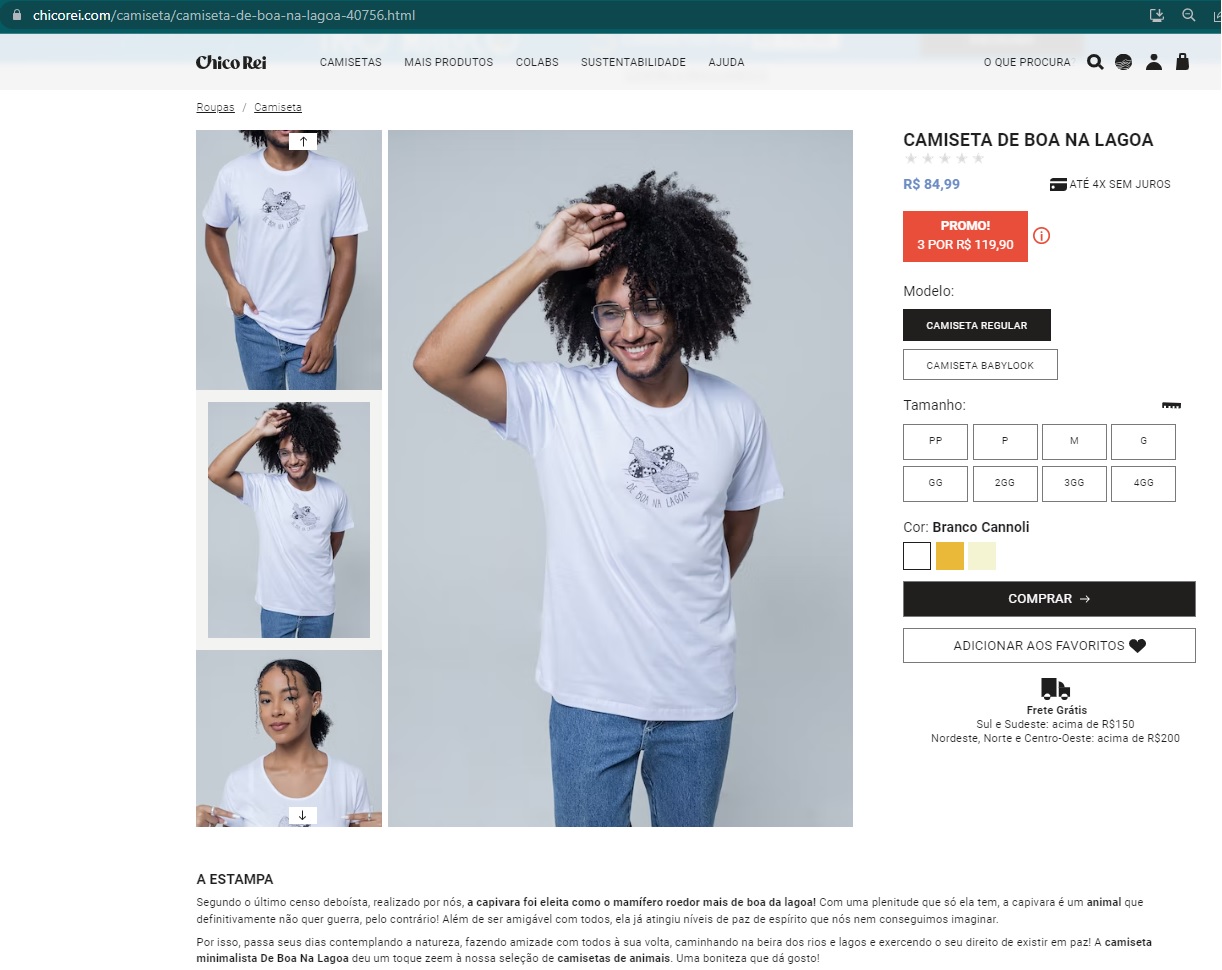 chicorei.com/camiseta/camiseta-de-boa-na-lagoa-40756.html
Chico Rei
CAMISETAS MAIS PRODUTOS COLABS SUSTENTABILIDADE AJUDA
O QUE PROCURA
Roupas / Camiseta
DE BOA NA LAGOA
DE BOA NA LAGOA
CAMISETA DE BOA NA LAGOA
R$ 84,99
ATÉ 4X SEM JUROS
PROMO!
3 POR R$ 119,90
Modelo:
CAMISETA REGULAR
CAMISETA BABYLOOK
Tamanho:
PP P M G
GG 2GG 3GG 4GG
Cor: Branco Cannoli
COMPRAR →
ADICIONAR AOS FAVORITOS
Frete Grátis
Sul e Sudeste: acima de R$150
Nordeste, Norte e Centro-Oeste: acima de R$200
A ESTAMPA
Segundo o último censo deboísta, realizado por nós, a capivara foi eleita como o mamífero roedor mais de boa da lagoa! Com uma plenitude que só ela tem, a capivara é um animal que
definitivamente não quer guerra, pelo contrário! Além de ser amigável com todos, ela já atingiu níveis de paz de espírito que nós nem conseguimos imaginar.
Por isso, passa seus dias contemplando a natureza, fazendo amizade com todos à sua volta, caminhando na beira dos rios e lagos e exercendo o seu direito de existir em paz! A camiseta
minimalista De Boa Na Lagoa deu um toque zeem à nossa seleção de camisetas de animais. Uma boniteza que dá gosto!